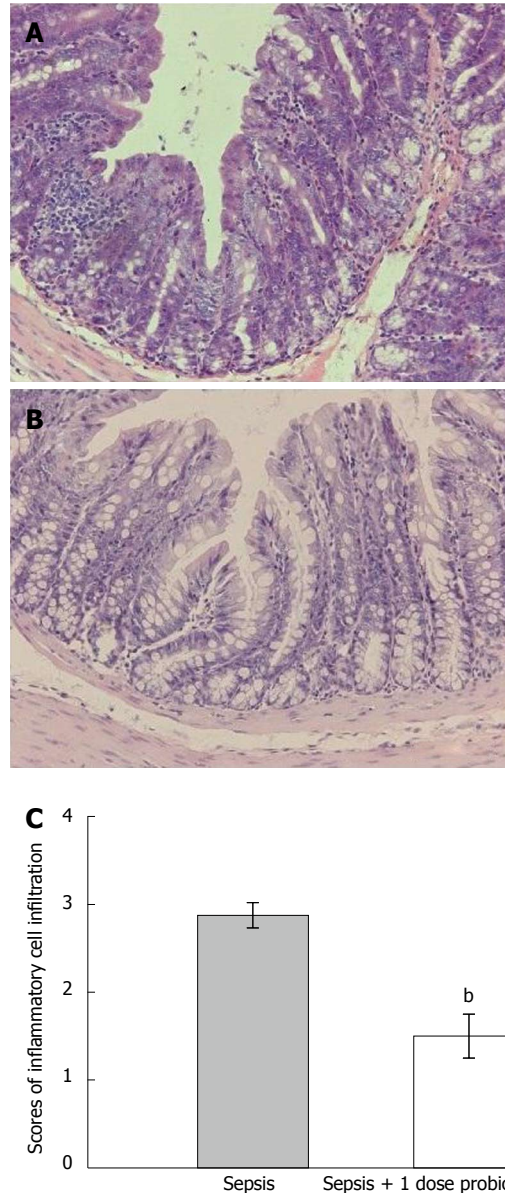 A
B
C
Scores of inflammatory cell infiltration
4
3
2
1
0
b
Sepsis
Sepsis + 1 dose